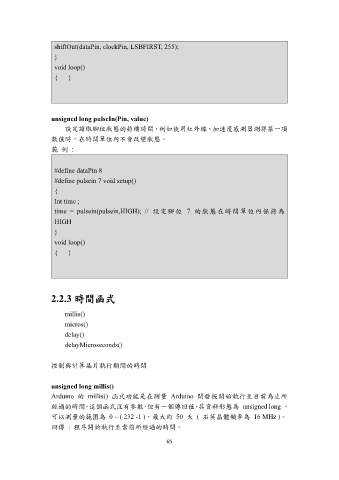 shiftOut(dataPin, clockPin, LSBFIRST, 255);
}
void loop()
{ }
unsigned long pulseIn(Pin, value)
設定讀取腳位狀態的持續時間，例如使用紅外線、加速度感測器測得某一項
數值時，在時間單位內不會改變狀態。
範 例 :
#define dataPin 8
#define pulsein 7 void setup()
{
Int time ;
time = pulsein(pulsein,HIGH); // 設定腳位 7 的狀態在時間單位內保持為
HIGH
}
void loop()
{ }
2.2.3 時間函式
millis()
micros()
delay()
delayMicroseconds()
控制與計算晶片執行期間的時間
unsigned long millis()
Arduino 的 millis() 函式功能是在測量 Arduino 開發板開始執行至目前為止所
經過的時間，這個函式沒有參數，但有一個傳回值，其資料形態為 unsigned long ，
可以測量的範圍為 0 ~ ( 232 -1 )，最大約 50 天 ( 石英晶體頻率為 16 MHz )。
回傳 : 程序開始執行至當前所經過的時間。
65